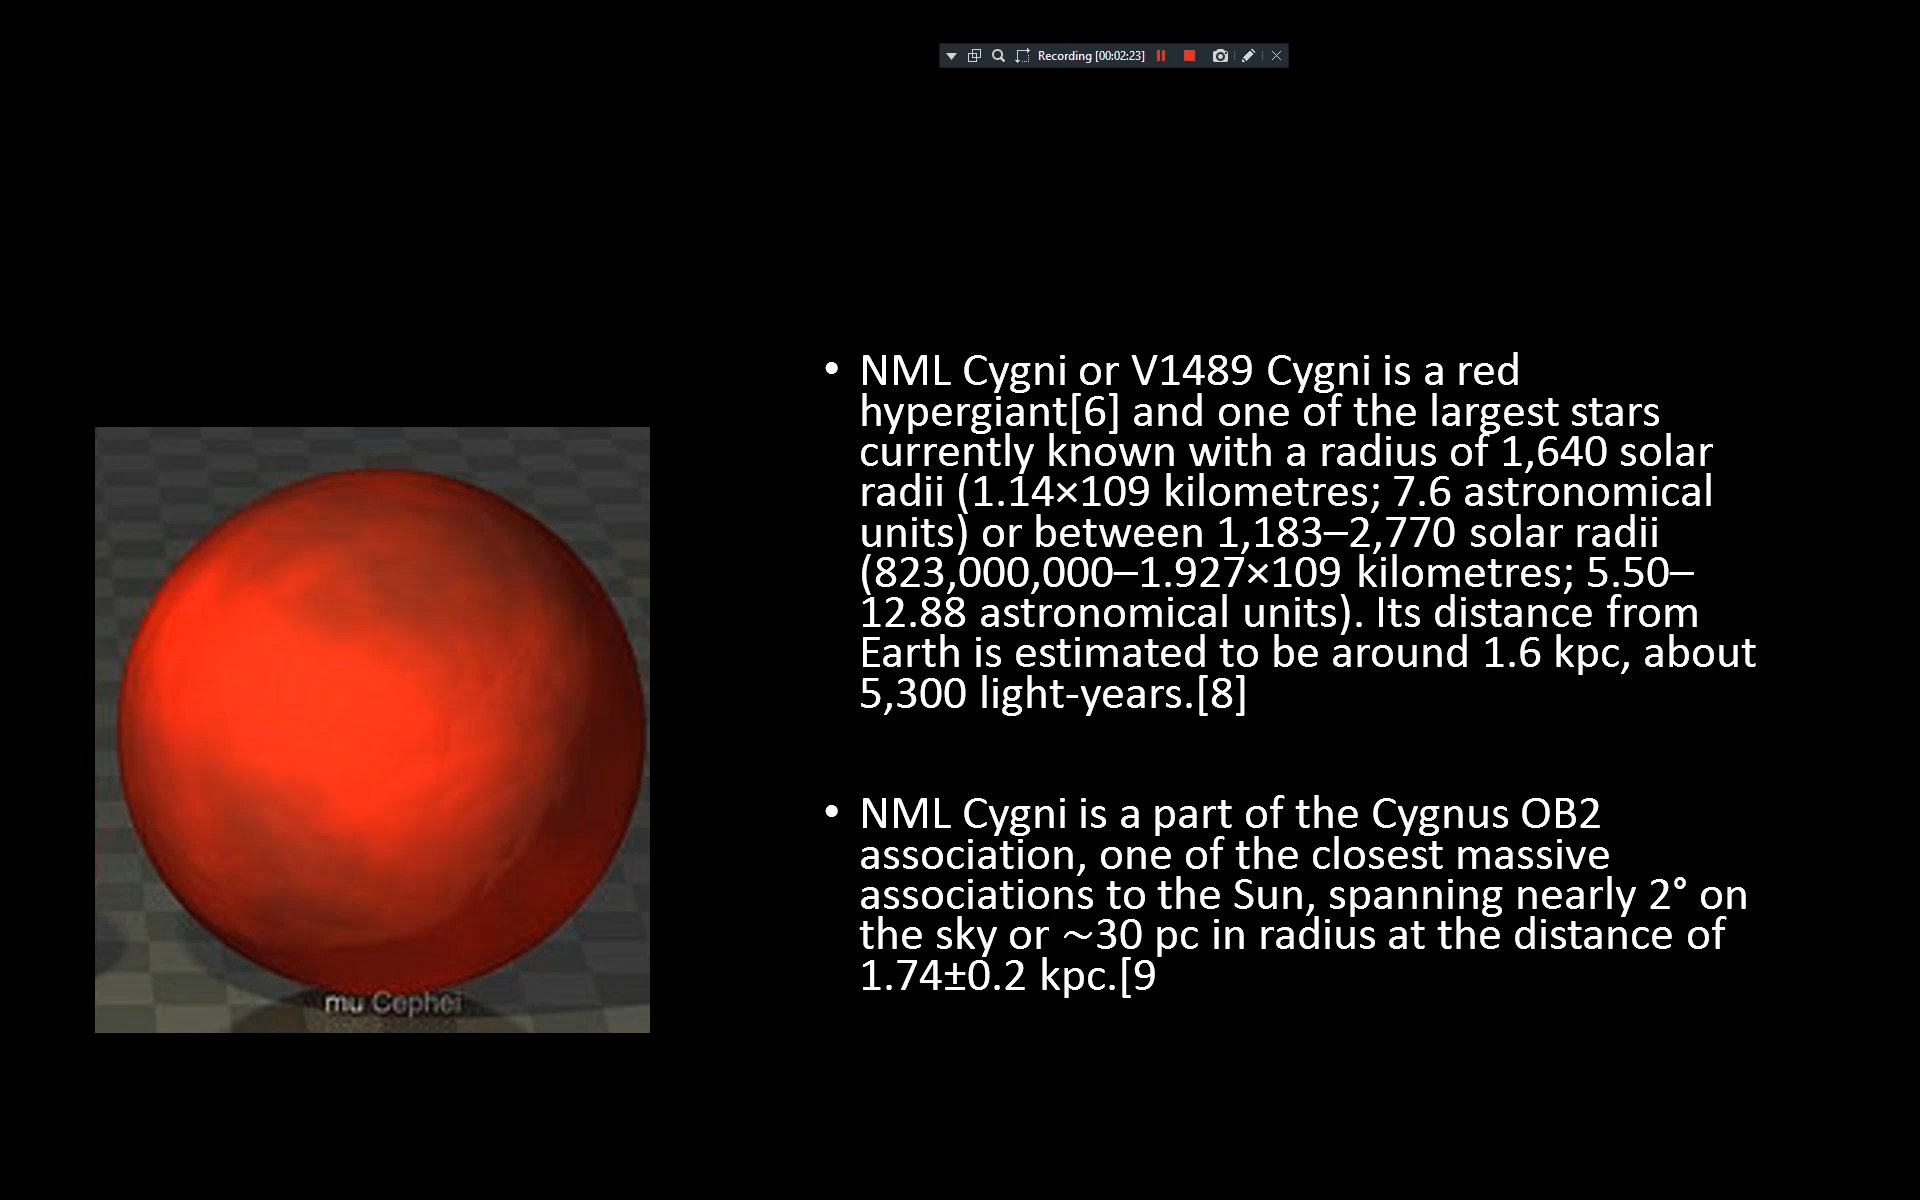 Recording [00:02:23]
• NML Cygni or V1489 Cygni is a red
hypergiant[6] and one of the largest stars
currently known with a radius of 1,640 solar
radii (1.14×109 kilometres; 7.6 astronomical
units) or between 1,183–2,770 solar radii
(823,000,000–1.927×109 kilometres; 5.50–
12.88 astronomical units). Its distance from
Earth is estimated to be around 1.6 kpc, about
5,300 light-years.[8]
• NML Cygni is a part of the Cygnus OB2
association, one of the closest massive
associations to the Sun, spanning nearly 2° on
the sky or ~30 pc in radius at the distance of
1.74±0.2 kpc.[9
mu Cephei